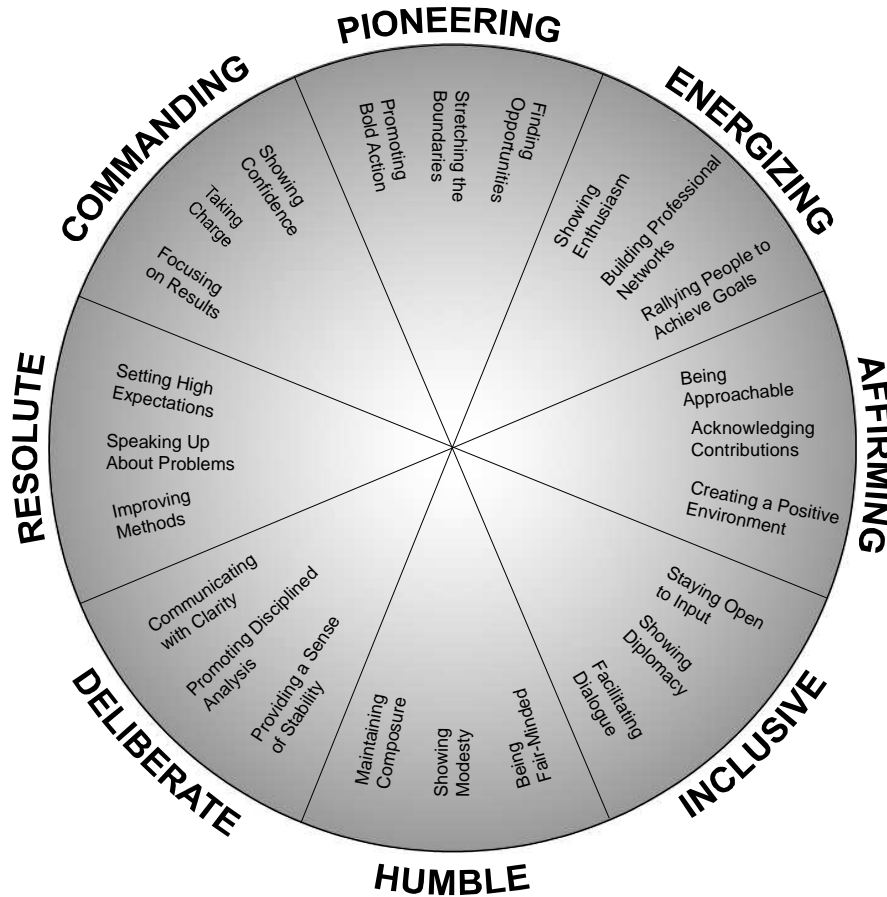 PIONEERING
Promoting
Bold Action
Stretching the
Boundaries
Finding
Opportunities
ENERGIZING
Showing
Enthusiasm
Building Professional
Networks
Rallying People to
Achieve Goals
AFFIRMING
Being
Approachable
Acknowledging
Contributions
Creating a Positive
Environment
INCLUSIVE
Staying Open
to Input
Showing
Diplomacy
Facilitating
Dialogue
HUMBLE
Being
Fair-Minded
Showing
Modesty
Maintaining
Composure
DELIBERATE
Providing a Sense
of Stability
Promoting Disciplined
Analysis
Communicating
with Clarity
RESOLUTE
Improving
Methods
Speaking Up
About Problems
Setting High
Expectations
COMMANDING
Focusing
on Results
Taking
Charge
Showing
Confidence